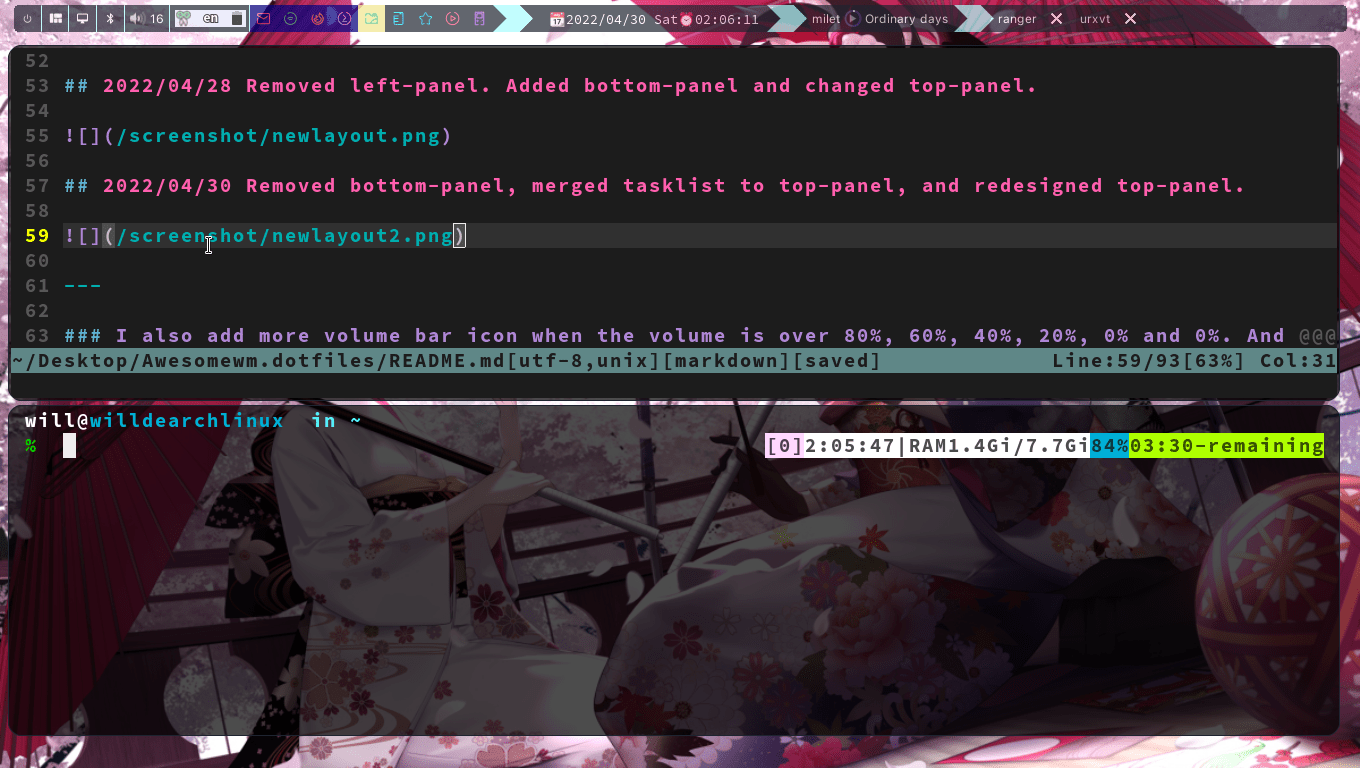 16 en 📅2022/04/30 Sat⏰02:06:11 milet Ordinary days ranger urxvt
52
53 ## 2022/04/28 Removed left-panel. Added bottom-panel and changed top-panel.
54
55 ![](/screenshot/newlayout.png)
56
57 ## 2022/04/30 Removed bottom-panel, merged tasklist to top-panel, and redesigned top-panel.
58
59 ![](/screenshot/newlayout2.png)
60
61 ---
62
63 ### I also add more volume bar icon when the volume is over 80%, 60%, 40%, 20%, 0% and 0%. And @@@
~/Desktop/Awesomewm.dotfiles/README.md[utf-8,unix][markdown][saved] Line:59/93[63%] Col:31
will@willdearchlinux in ~
% [0]2:05:47|RAM1.4Gi/7.7Gi84%03:30-remaining